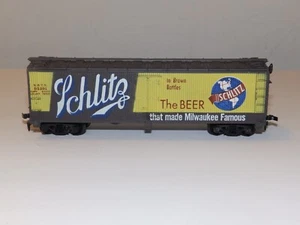 Schlitz
In Brown
Bottles
The BEER
SCHLITZ
that made Milwaukee Famous